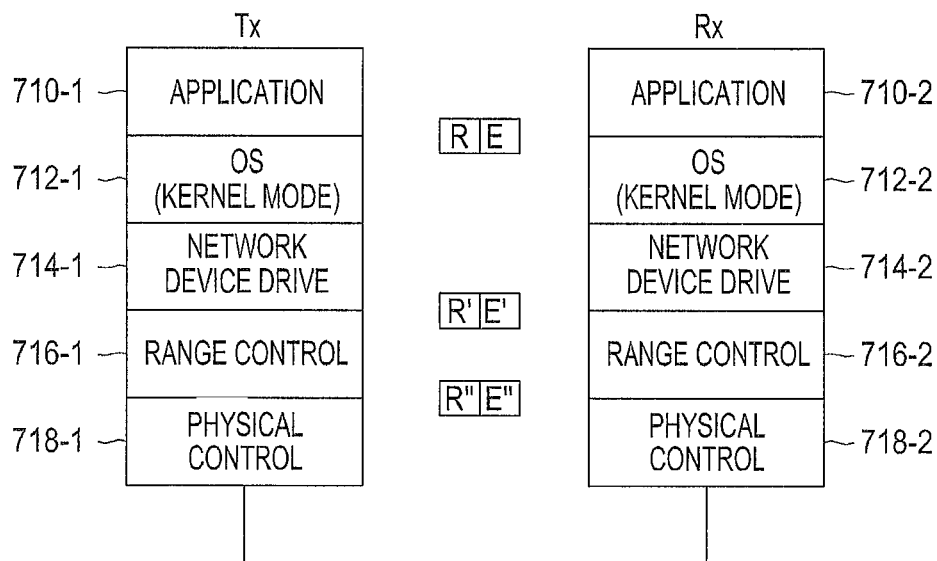 Tx
Rx
710-1
APPLICATION
APPLICATION
710-2
R E
712-1
OS
(KERNEL MODE)
OS
(KERNEL MODE)
712-2
714-1
NETWORK
DEVICE DRIVE
NETWORK
DEVICE DRIVE
714-2
R' E'
716-1
RANGE CONTROL
RANGE CONTROL
716-2
R" E"
718-1
PHYSICAL
CONTROL
PHYSICAL
CONTROL
718-2